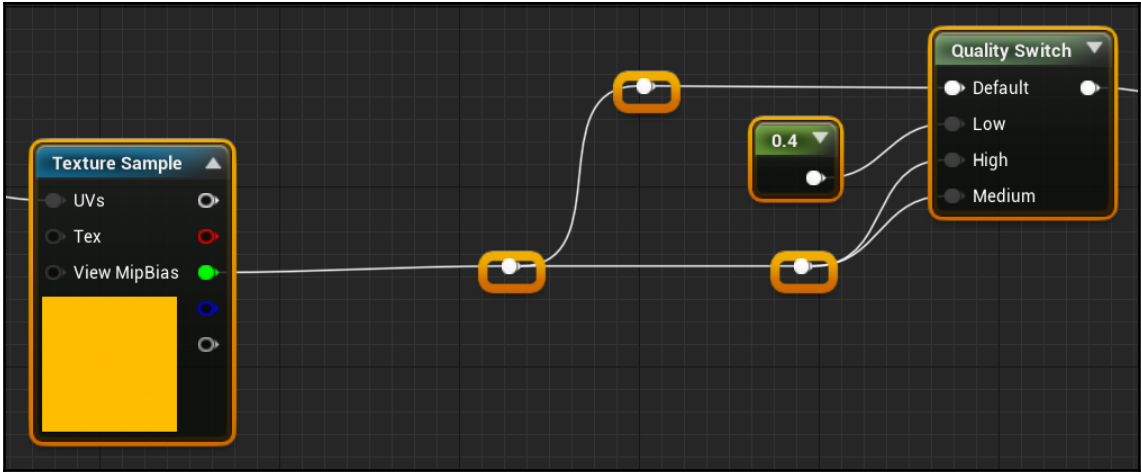 Quality Switch
Default
0.4
Low
High
Medium
Texture Sample
UVs
Tex
View MipBias